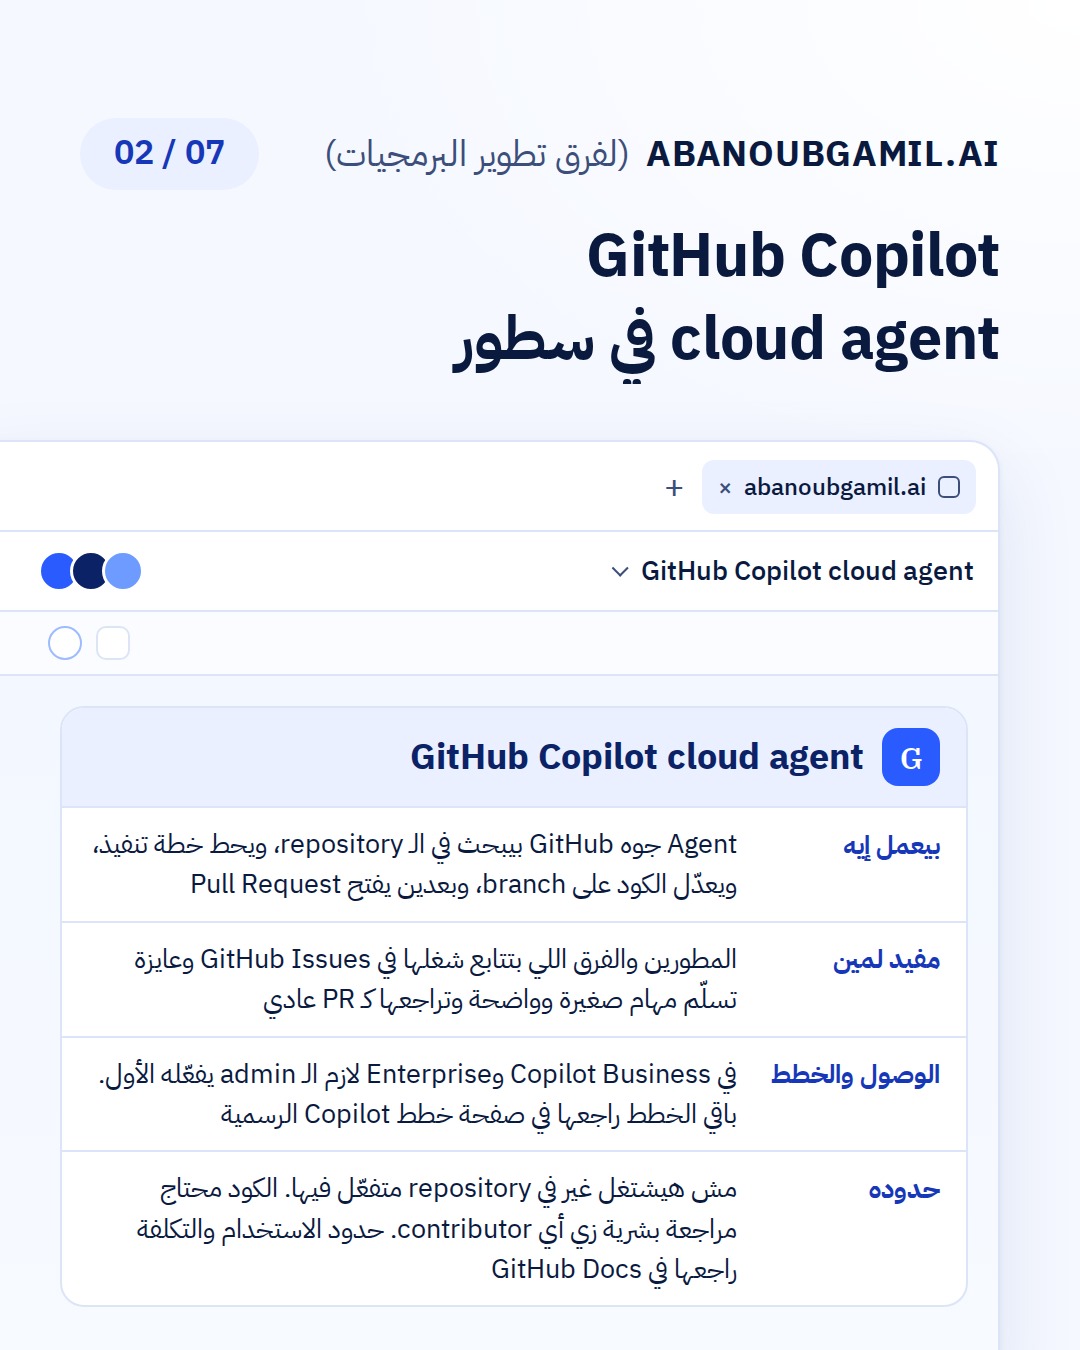 ABANOUBGAMIL.AI (لفرق تطوير البرمجيات)
02 / 07
GitHub Copilot
cloud agent في سطور
abanoubgamil.ai × +
GitHub Copilot cloud agent
G GitHub Copilot cloud agent
بيعمل إيه
Agent جوه GitHub بيبحث في الـ repository، ويحط خطة تنفيذ،
ويعدّل الكود على branch، وبعدين يفتح Pull Request
مفيد لمين
المطورين والفرق اللي بتتابع شغلها في GitHub Issues وعايزة
تسلّم مهام صغيرة وواضحة وتراجعها كـ PR عادي
الوصول والخطط
في Copilot Business وEnterprise لازم الـ admin يفعّله الأول.
باقي الخطط راجعها في صفحة خطط Copilot الرسمية
حدوده
مش هيشتغل غير في repository متفعّل فيها. الكود محتاج
مراجعة بشرية زي أي contributor. حدود الاستخدام والتكلفة
راجعها في GitHub Docs